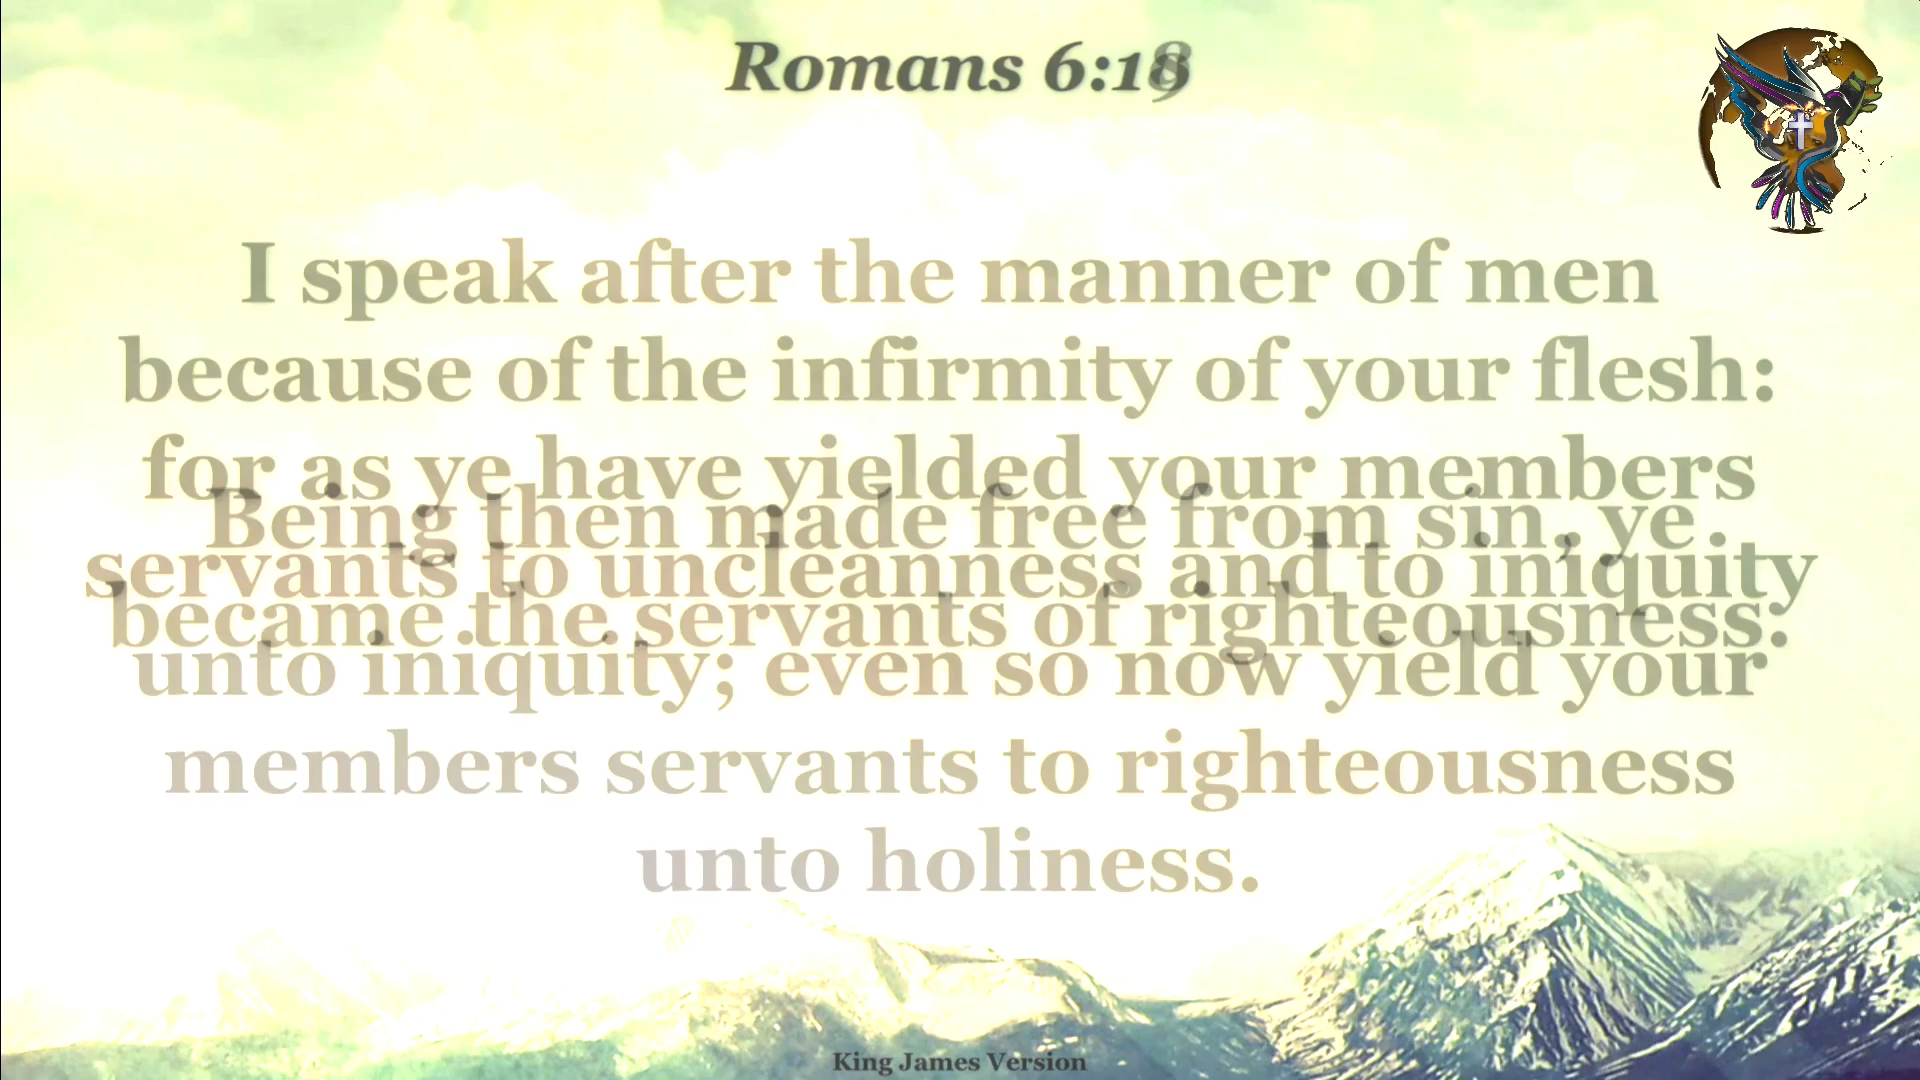 Romans 6:18
I speak after the manner of men
because of the infirmity of your flesh:
for as ye have yielded your members
Being then made free from sin, ye
servants to uncleanness and to iniquity
became the servants of righteousness.
unto iniquity; even so now yield your
members servants to righteousness
unto holiness.
King James Version